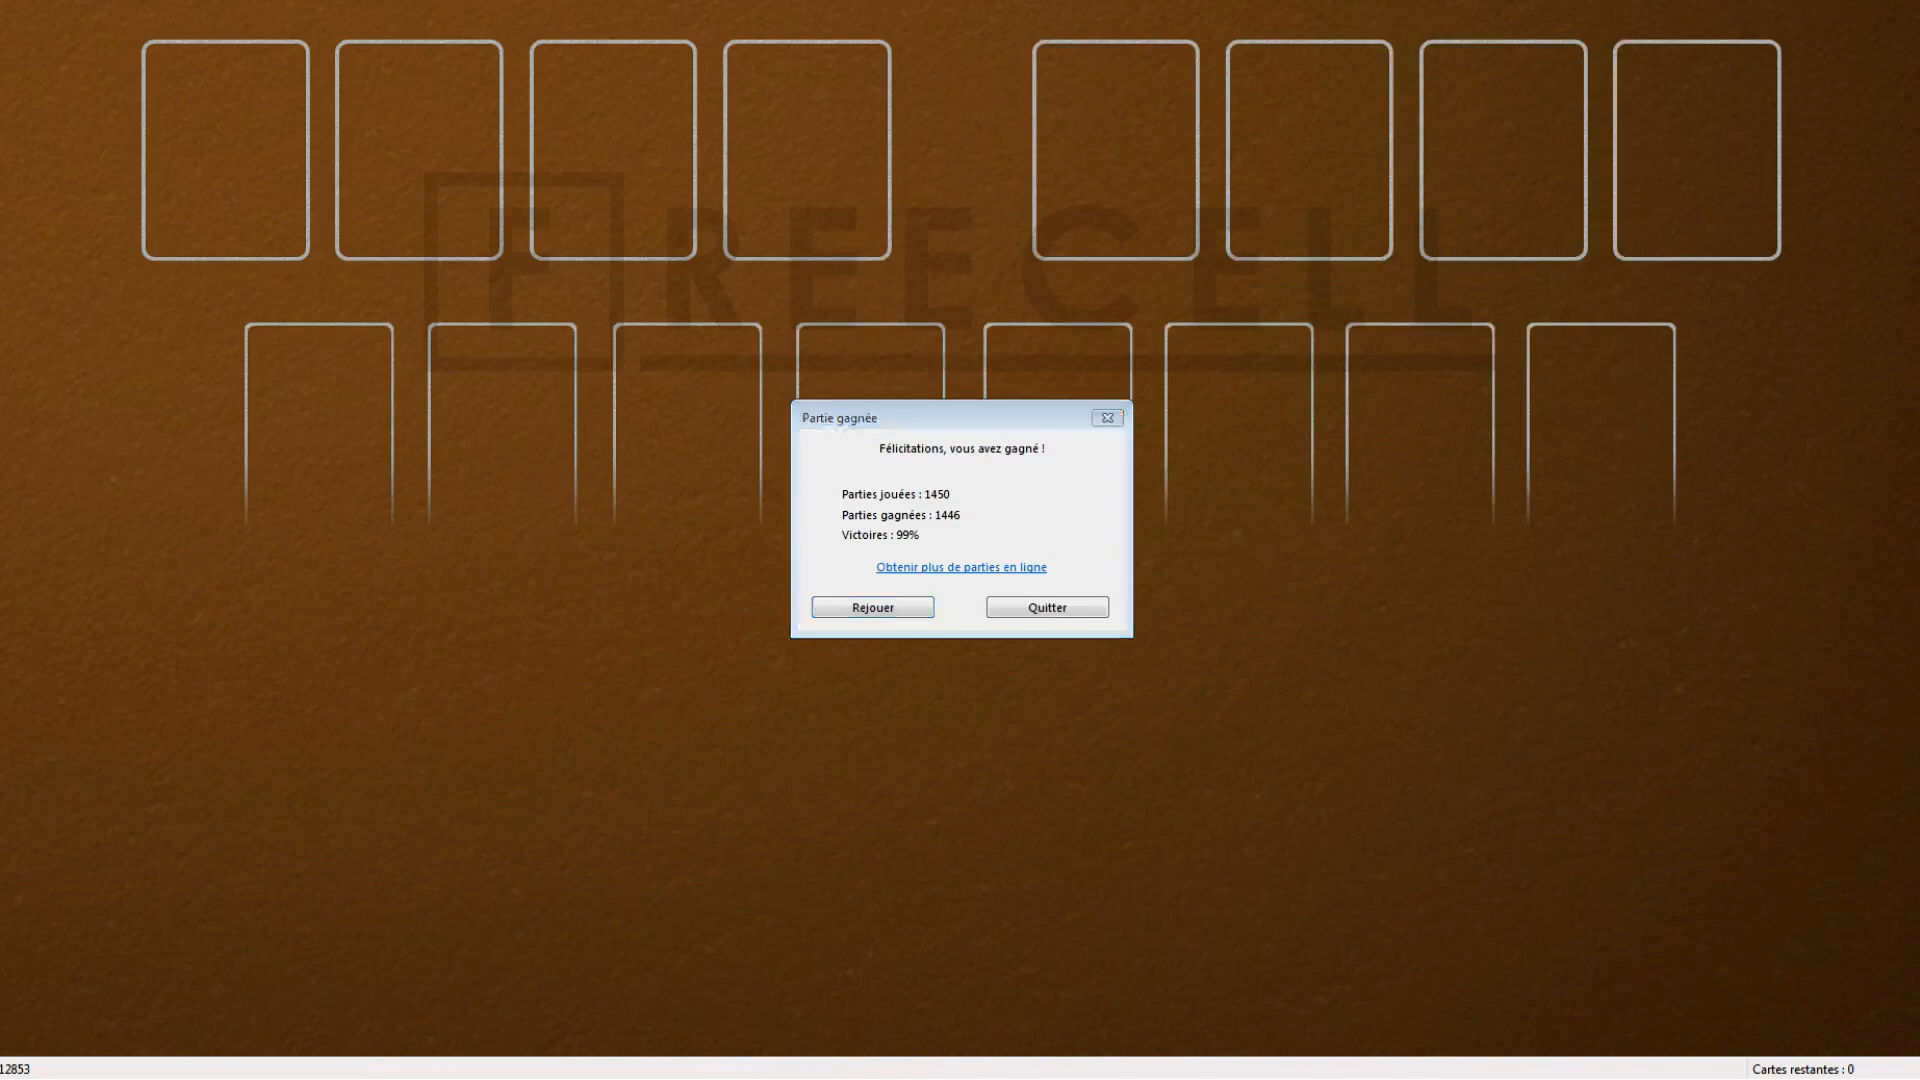 FREECELL
Partie gagnée
Félicitations, vous avez gagné !
Parties jouées : 1450
Parties gagnées : 1446
Victoires : 99%
Obtenir plus de parties en ligne
Rejouer
Quitter
12853
Cartes restantes : 0